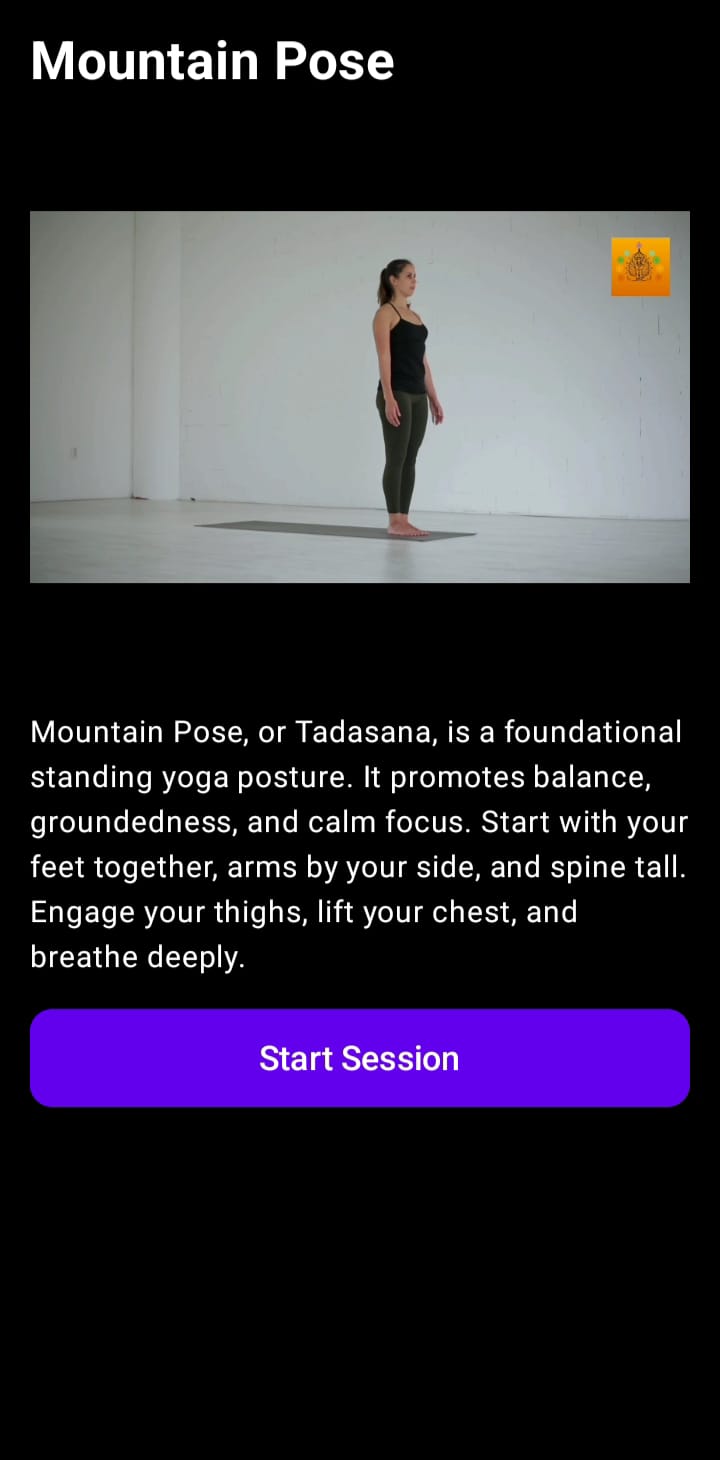 Mountain Pose
Mountain Pose, or Tadasana, is a foundational
standing yoga posture. It promotes balance,
groundedness, and calm focus. Start with your
feet together, arms by your side, and spine tall.
Engage your thighs, lift your chest, and
breathe deeply.
Start Session